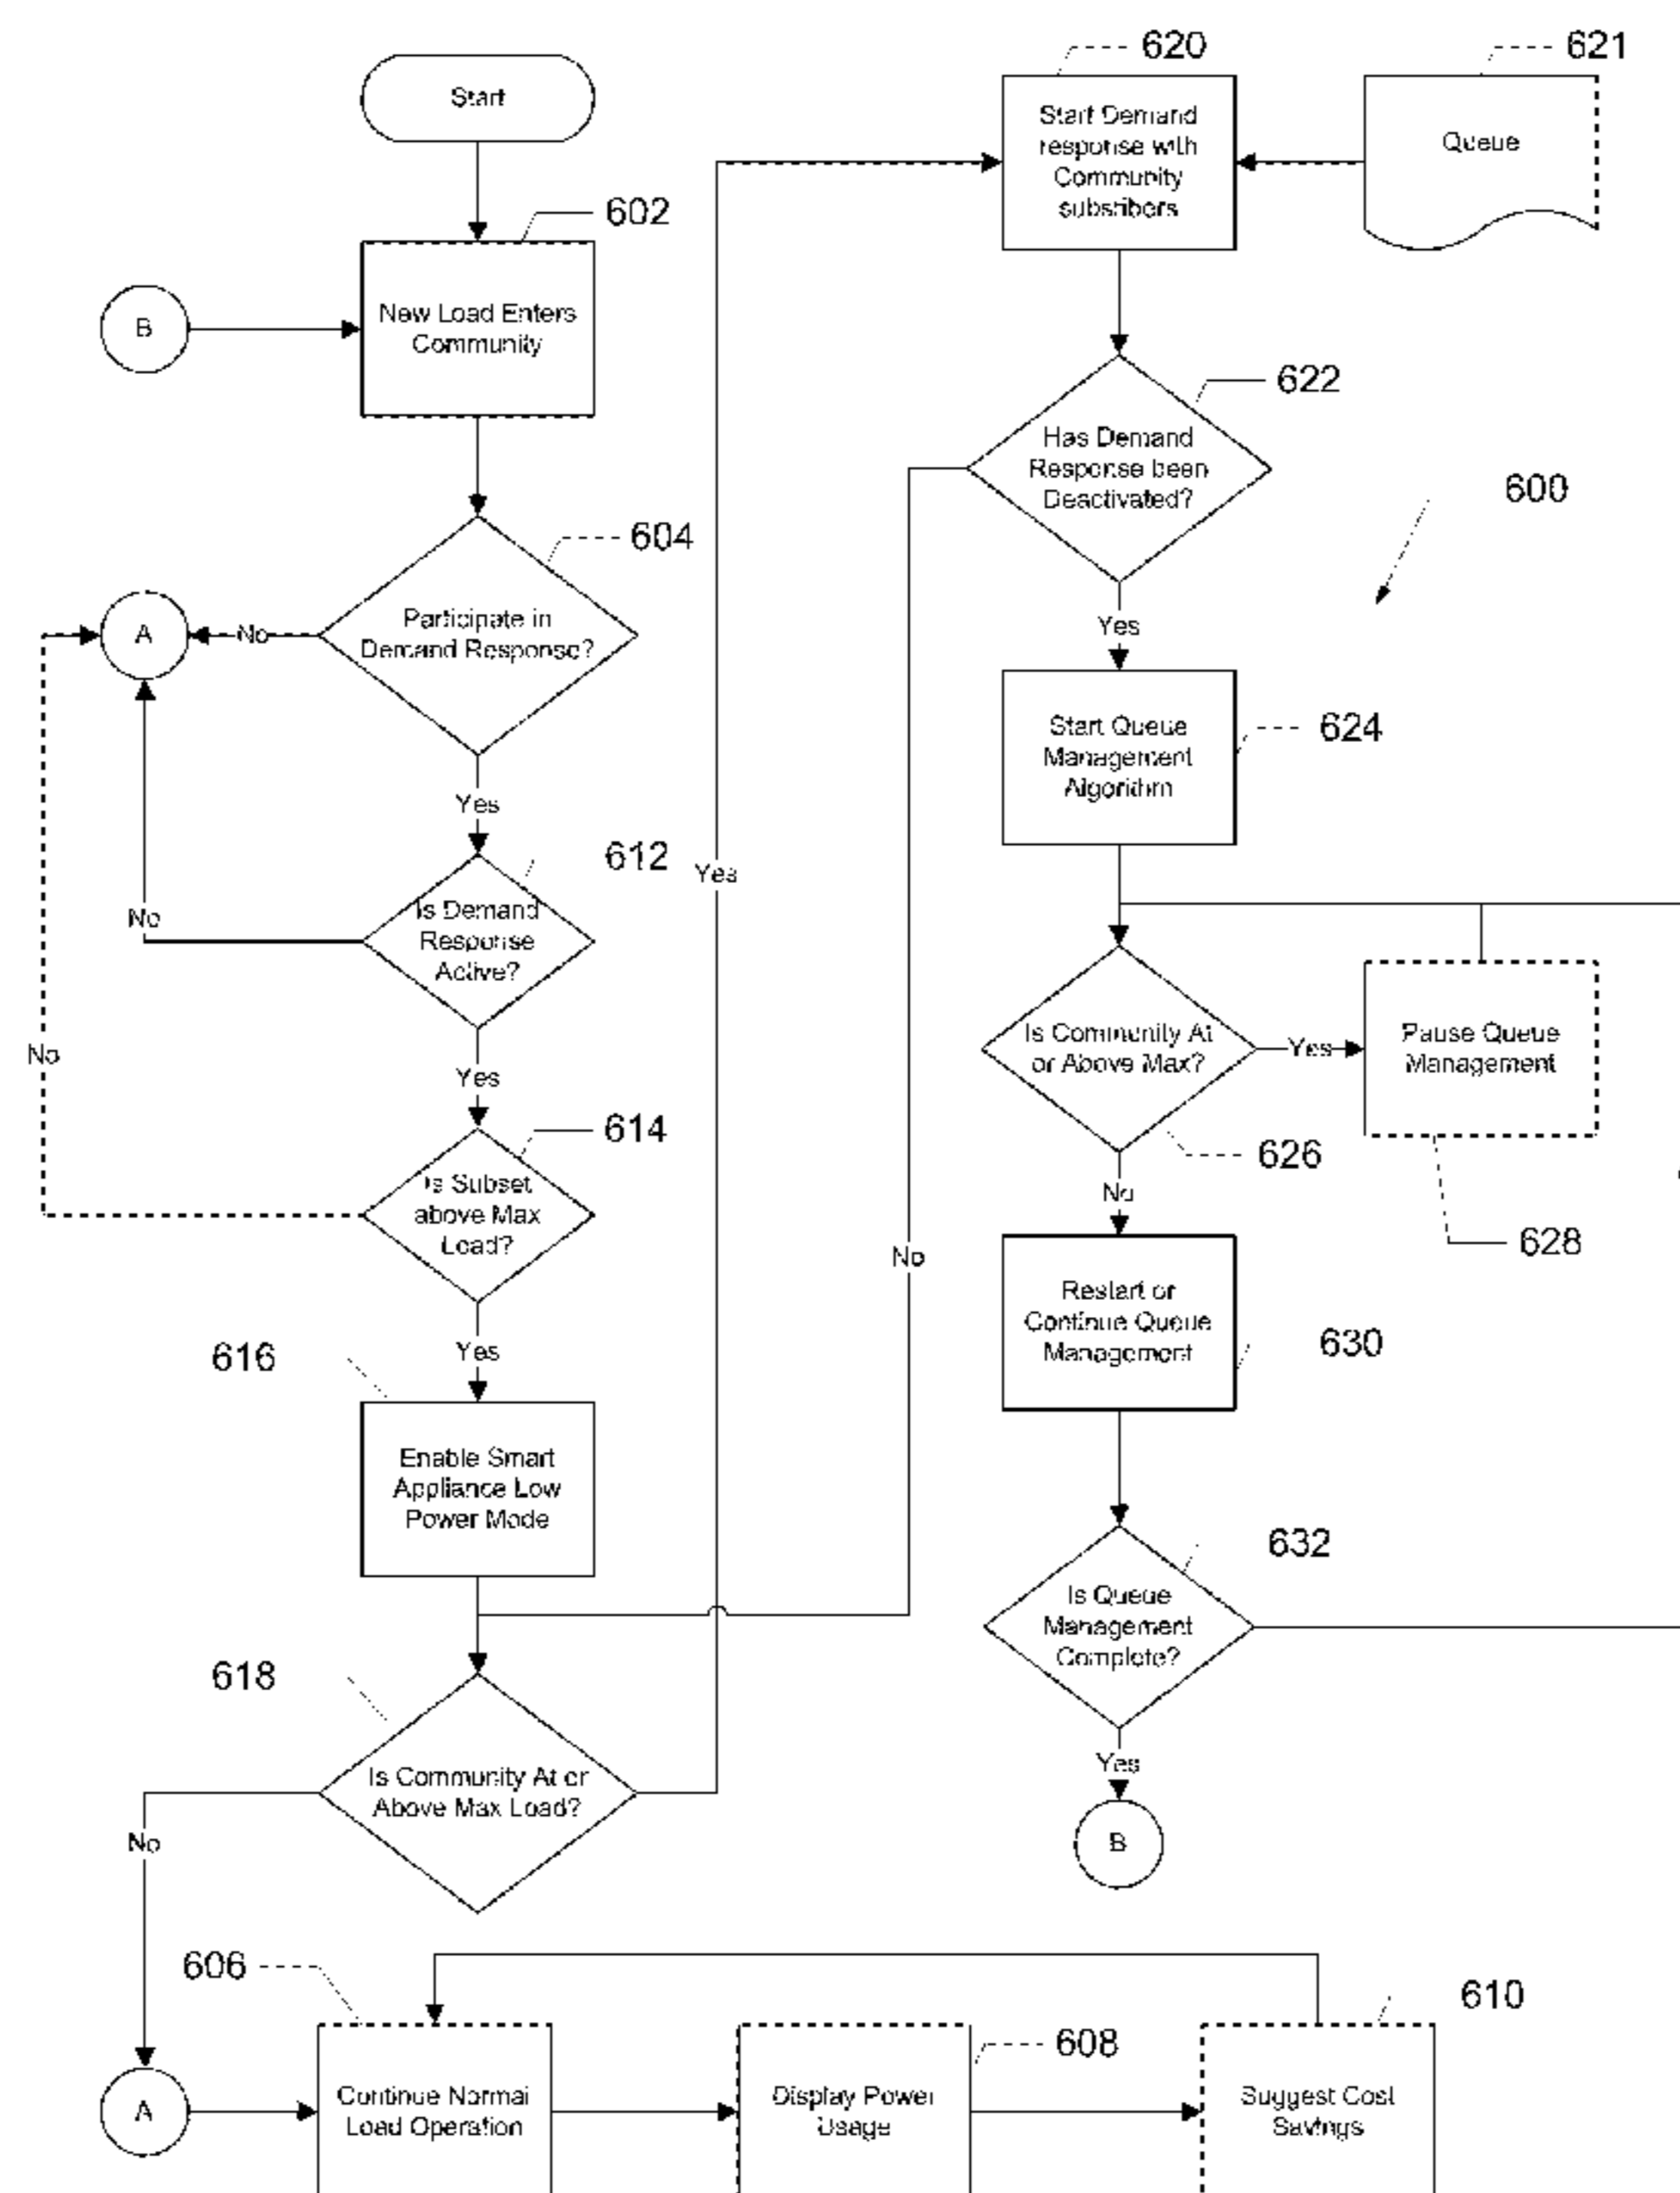 620
621
Start
Start Demand
response with
Community
substribers
Queue
602
New Load Enters
Community
B
622
Has Demand
Response been
Deactivated?
600
604
Participate in
Demand Response?
A
No
Yes
Yes
624
Start Queue
Management
Algorithm
612
Yes
Is Demand
Response
Active?
No
Is Community At
or Above Max?
Yes
Pause Queue
Management
No
Yes
614
626
No
628
Is Subset
above Max
Load?
No
Restart or
Continue Queue
Management
630
616
Yes
Enable Smart
Appliance Low
Power Mode
632
Is Queue
Management
Complete?
618
Is Community At or
Above Max Load?
Yes
No
B
606
610
608
A
Continue Normal
Load Operation
Display Power
Usage
Suggest Cost
Savings